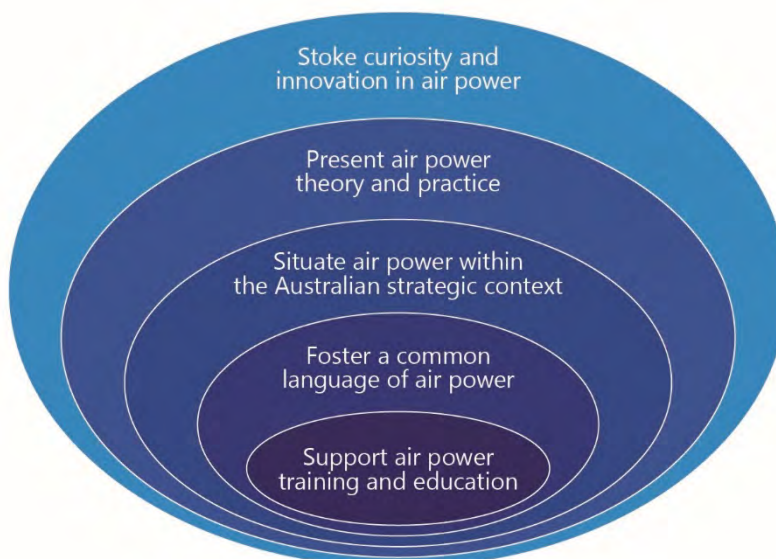 Stoke curiosity and
innovation in air power
Present air power
theory and practice
Situate air power within
the Australian strategic context
Foster a common
language of air power
Support air power
training and education